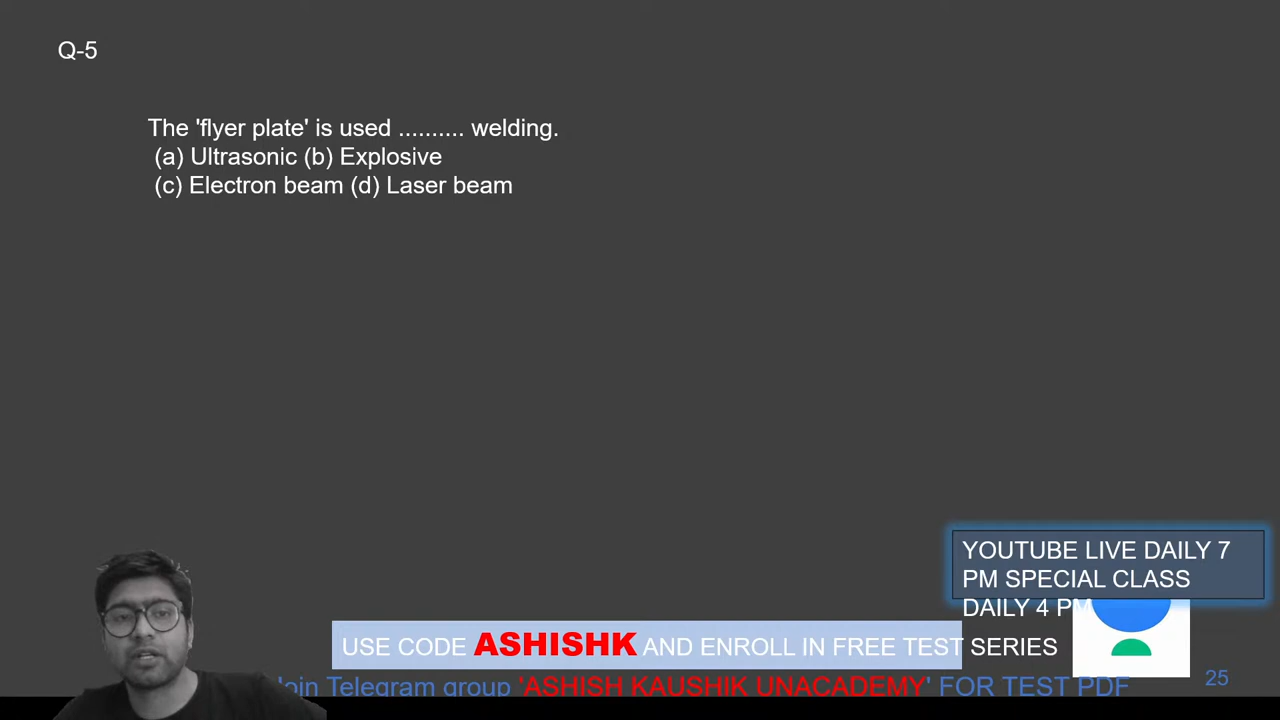 Q-5
The 'flyer plate' is used .......... welding.
(a) Ultrasonic (b) Explosive
(c) Electron beam (d) Laser beam
YOUTUBE LIVE DAILY 7
PM SPECIAL CLASS
DAILY 4 PM
USE CODE ASHISHK AND ENROLL IN FREE TEST SERIES
Join Telegram group 'ASHISH KAUSHIK UNACADEMY' FOR TEST PDF
25